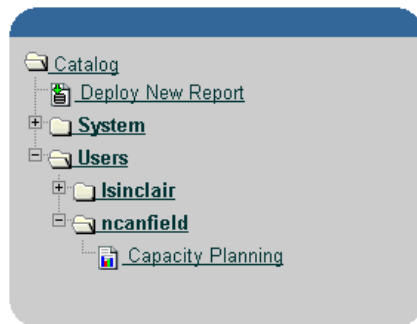 Catalog
Deploy New Report
System
Users
lsinclair
ncanfield
Capacity Planning